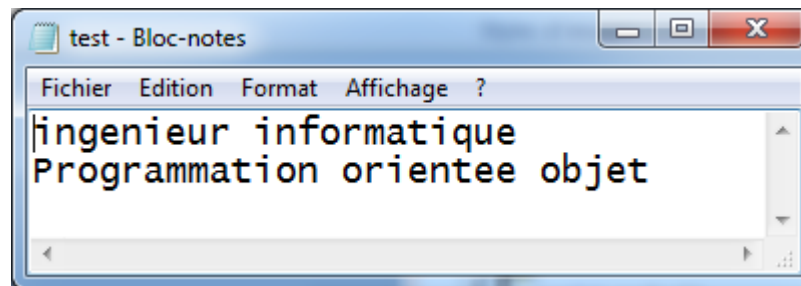 test - Bloc-notes
Fichier Edition Format Affichage ?
ingenieur informatique
Programmation orientee objet